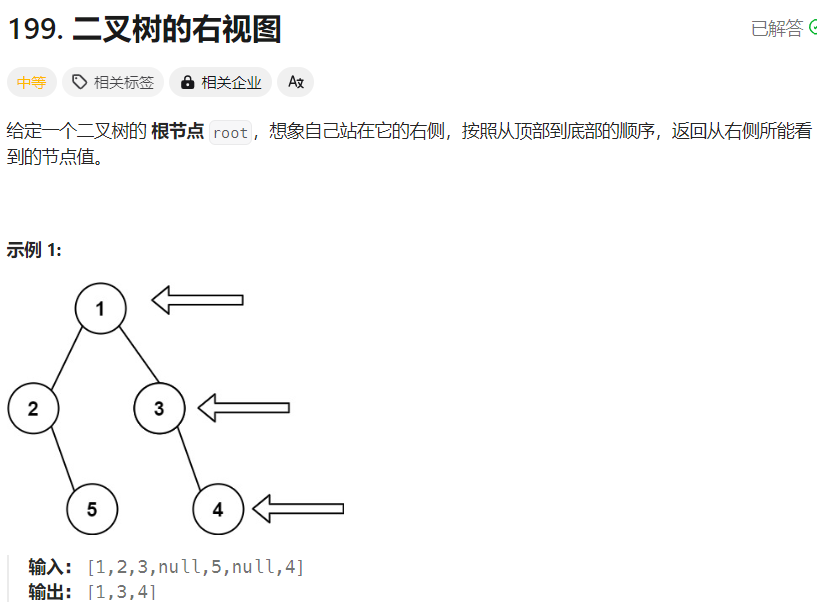 199. 二叉树的右视图
已解答
中等 相关标签 相关企业 Aあ
给定一个二叉树的 根节点 root，想象自己站在它的右侧，按照从顶部到底部的顺序，返回从右侧所能看
到的节点值。
示例 1:
1
2 3
5 4
输入: [1,2,3,null,5,null,4]
输出: [1,3,4]